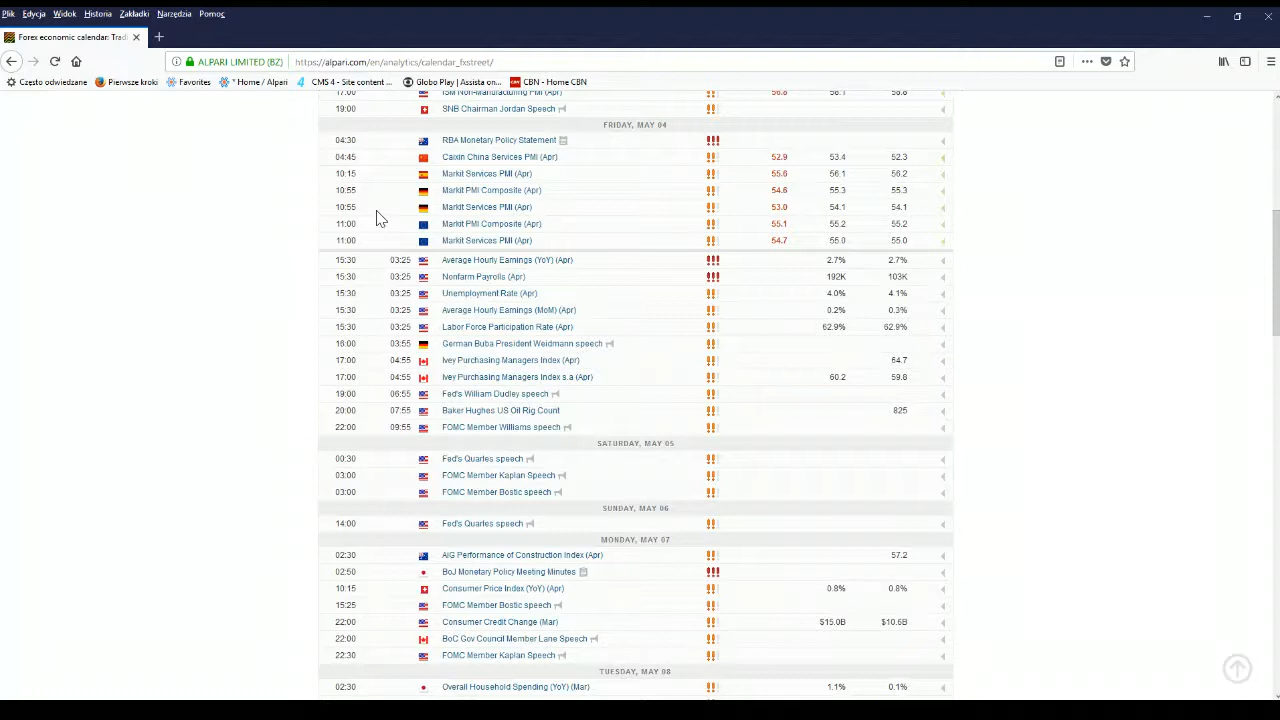 Plik Edycja Widok Historia Zakładki Narzędzia Pomoc
Forex economic calendar: Tradi
ALPARI LIMITED (BZ) https://alpari.com/en/analytics/calendar_fxstreet/
Często odwiedzane Pierwsze kroki Favorites * Home / Alpari CMS 4 - Site content ... Globo Play | Assista on... CBN - Home CBN
17:00 ISM Non-Manufacturing PMI (Apr) 56.8 58.1 58.8
19:00 SNB Chairman Jordan Speech
FRIDAY, MAY 04
04:30 RBA Monetary Policy Statement
04:45 Caixin China Services PMI (Apr) 52.9 53.4 52.3
10:15 Markit Services PMI (Apr) 55.6 56.1 56.2
10:55 Markit PMI Composite (Apr) 54.6 55.3 55.3
10:55 Markit Services PMI (Apr) 53.0 54.1 54.1
11:00 Markit PMI Composite (Apr) 55.1 55.2 55.2
11:00 Markit Services PMI (Apr) 54.7 55.0 55.0
15:30 03:25 Average Hourly Earnings (YoY) (Apr) 2.7% 2.7%
15:30 03:25 Nonfarm Payrolls (Apr) 192K 103K
15:30 03:25 Unemployment Rate (Apr) 4.0% 4.1%
15:30 03:25 Average Hourly Earnings (MoM) (Apr) 0.2% 0.3%
15:30 03:25 Labor Force Participation Rate (Apr) 62.9% 62.9%
16:00 03:55 German Buba President Weidmann speech
17:00 04:55 Ivey Purchasing Managers Index (Apr) 64.7
17:00 04:55 Ivey Purchasing Managers Index s.a (Apr) 60.2 59.8
19:00 06:55 Fed's William Dudley speech
20:00 07:55 Baker Hughes US Oil Rig Count 825
22:00 09:55 FOMC Member Williams speech
SATURDAY, MAY 05
00:30 Fed's Quarles speech
03:00 FOMC Member Kaplan Speech
03:00 FOMC Member Bostic speech
SUNDAY, MAY 06
14:00 Fed's Quarles speech
MONDAY, MAY 07
02:30 AiG Performance of Construction Index (Apr) 57.2
02:50 BoJ Monetary Policy Meeting Minutes
10:15 Consumer Price Index (YoY) (Apr) 0.8% 0.8%
15:25 FOMC Member Bostic speech
22:00 Consumer Credit Change (Mar) $15.0B $10.6B
22:00 BoC Gov Council Member Lane Speech
22:30 FOMC Member Kaplan Speech
TUESDAY, MAY 08
02:30 Overall Household Spending (YoY) (Mar) 1.1% 0.1%